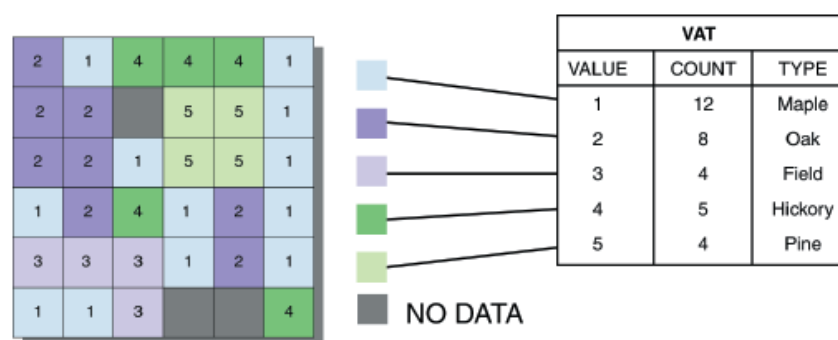 2 1 4 4 4 1
2 2 5 5 1
2 2 1 5 5 1
1 2 4 1 2 1
3 3 3 1 2 1
1 1 3 4
NO DATA
VAT
VALUE COUNT TYPE
1 12 Maple
2 8 Oak
3 4 Field
4 5 Hickory
5 4 Pine